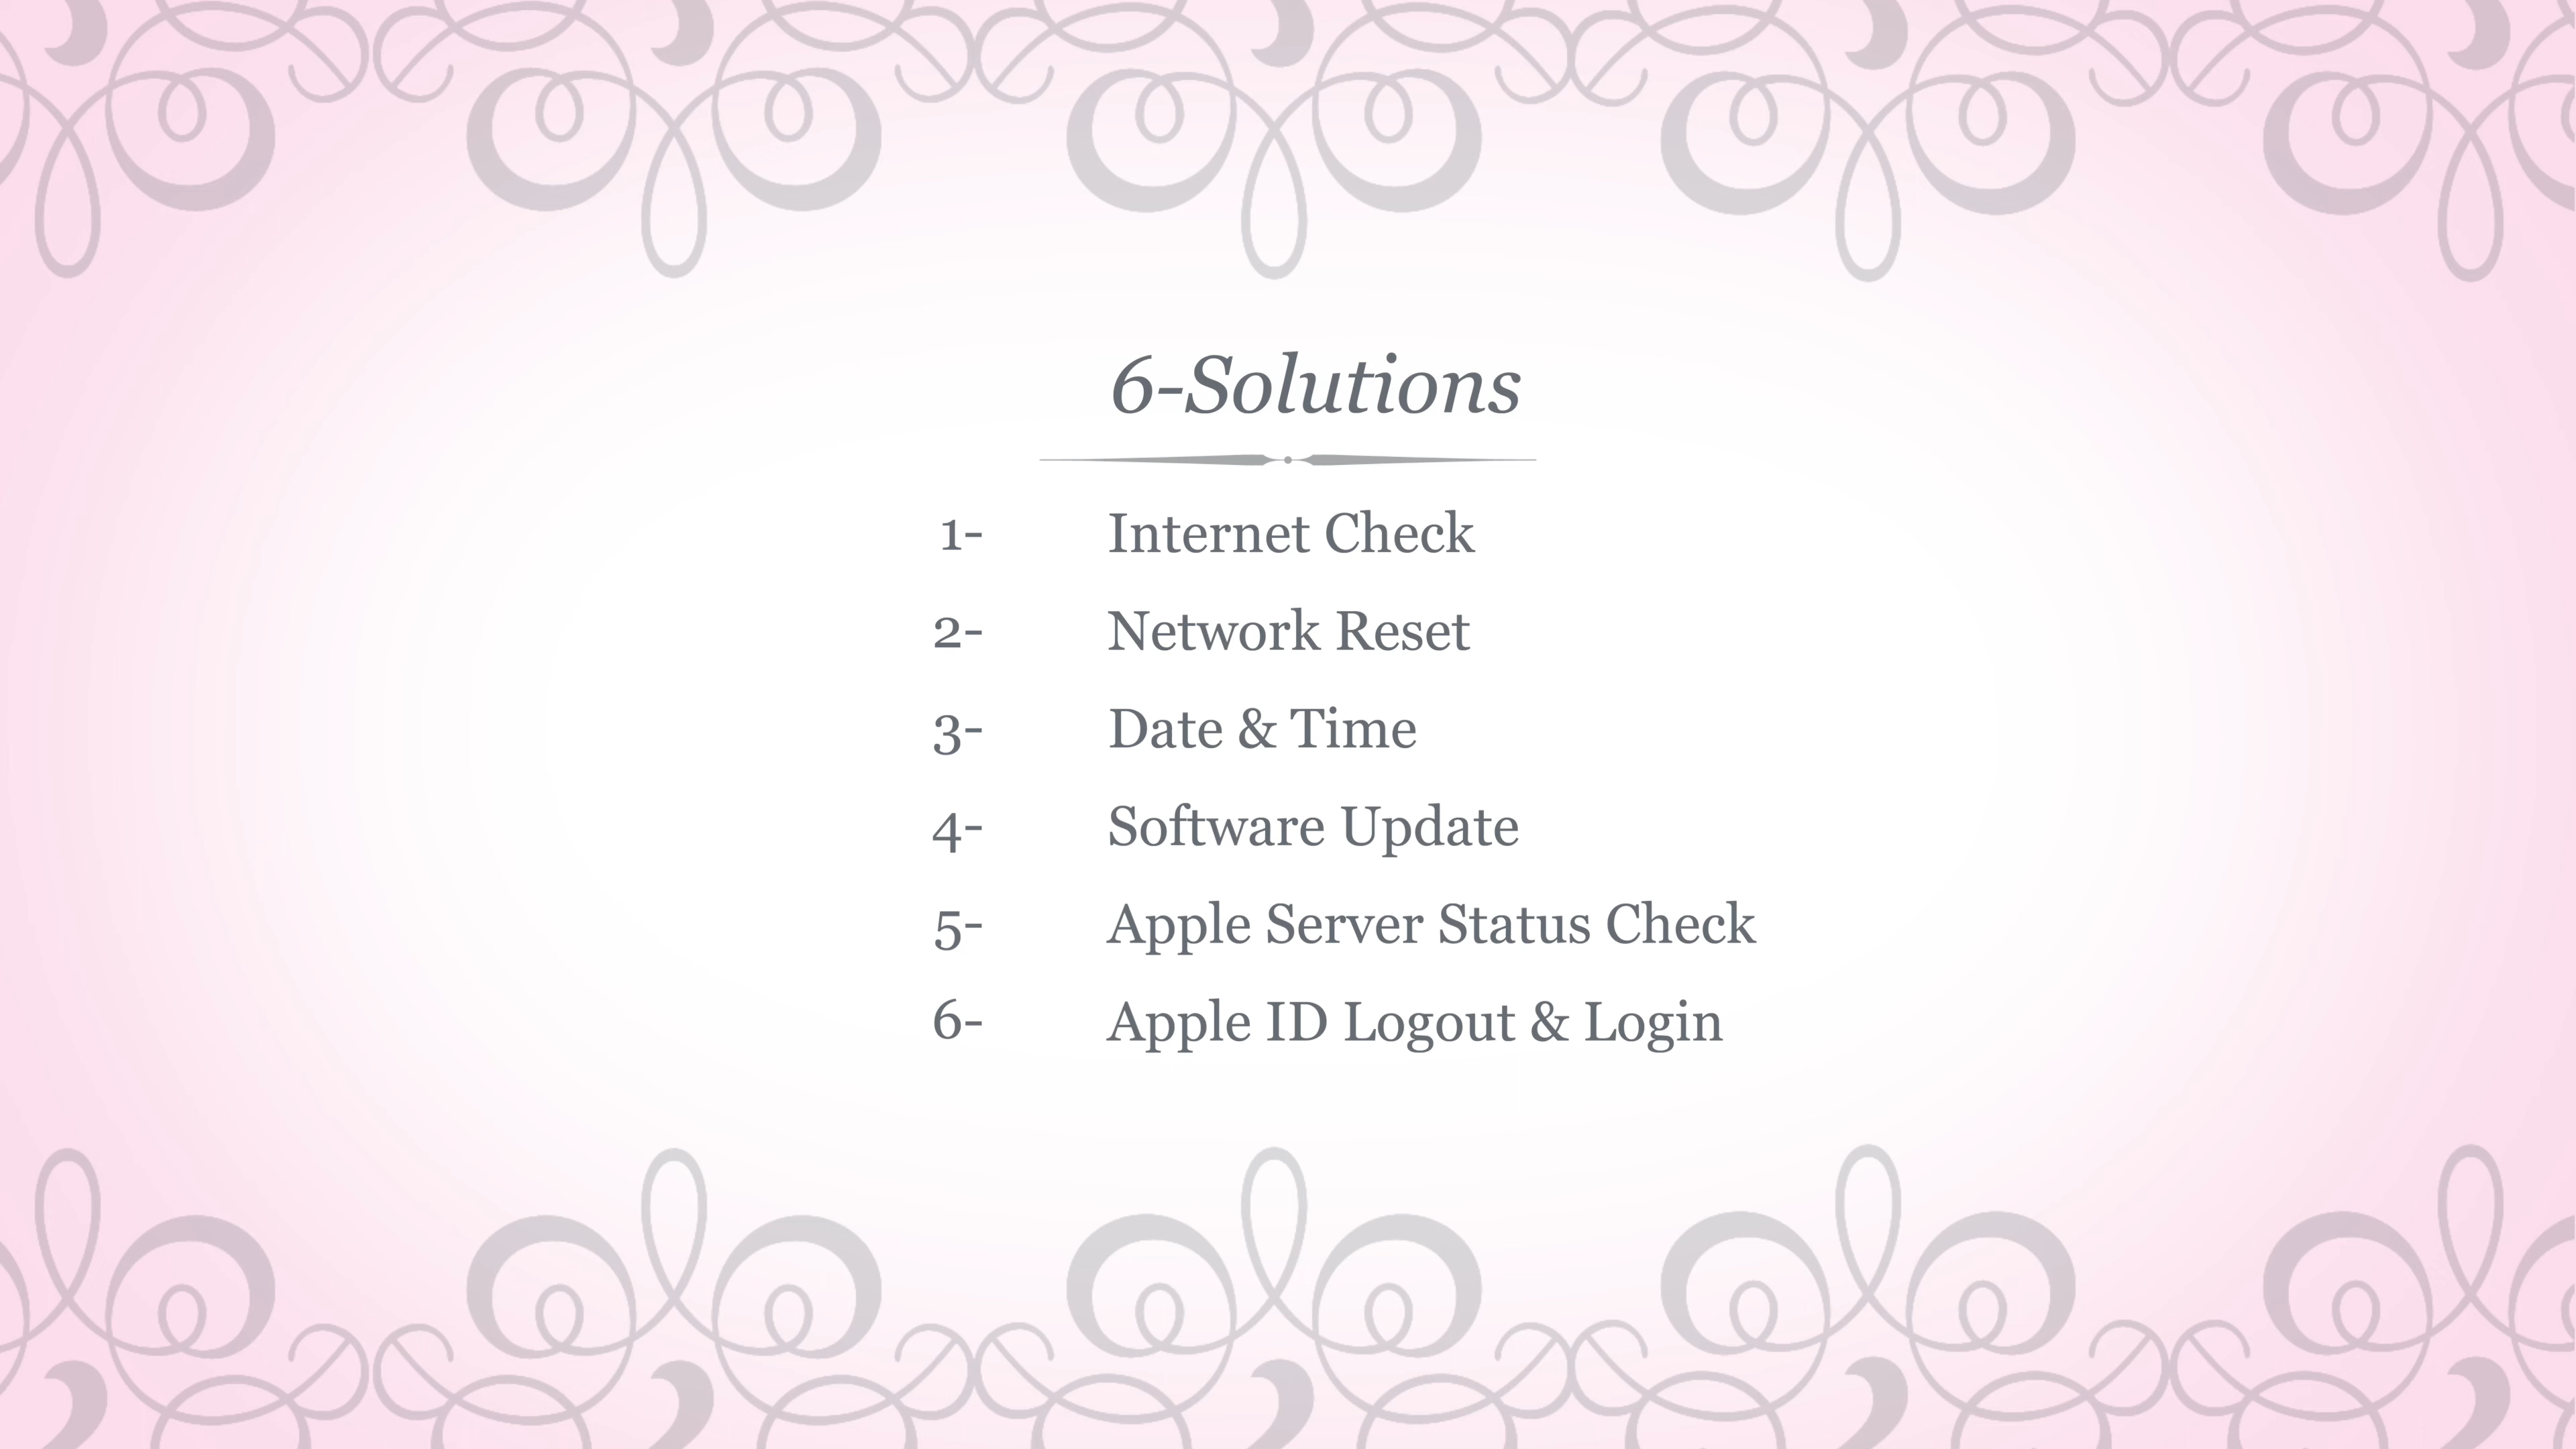 6-Solutions
1- Internet Check
2- Network Reset
3- Date & Time
4- Software Update
5- Apple Server Status Check
6- Apple ID Logout & Login